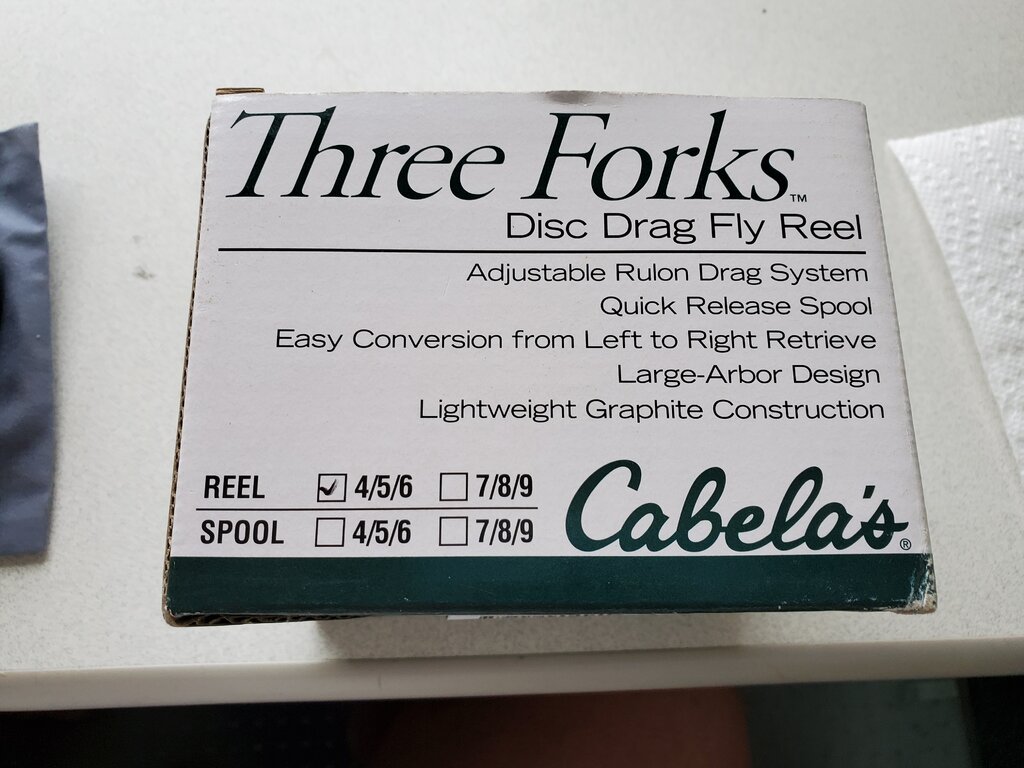 Three Forks™
Disc Drag Fly Reel
Adjustable Rulon Drag System
Quick Release Spool
Easy Conversion from Left to Right Retrieve
Large-Arbor Design
Lightweight Graphite Construction
REEL ☑ 4/5/6 ☐ 7/8/9
SPOOL ☐ 4/5/6 ☐ 7/8/9
Cabela's®